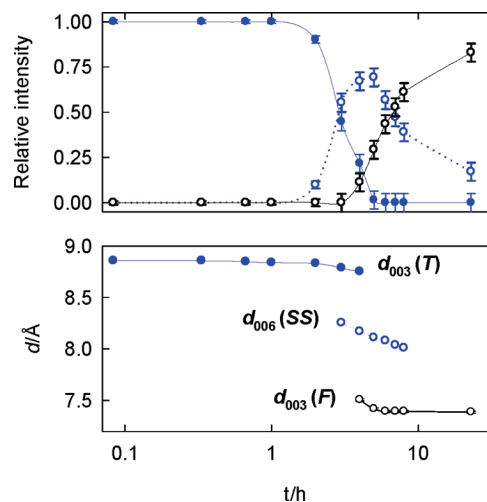 1.00
0.75
0.50
0.25
0.00
Relative intensity
9.0
8.5
8.0
7.5
d/Å
d003 (T)
d006 (SS)
d003 (F)
0.1 1 10
t/h